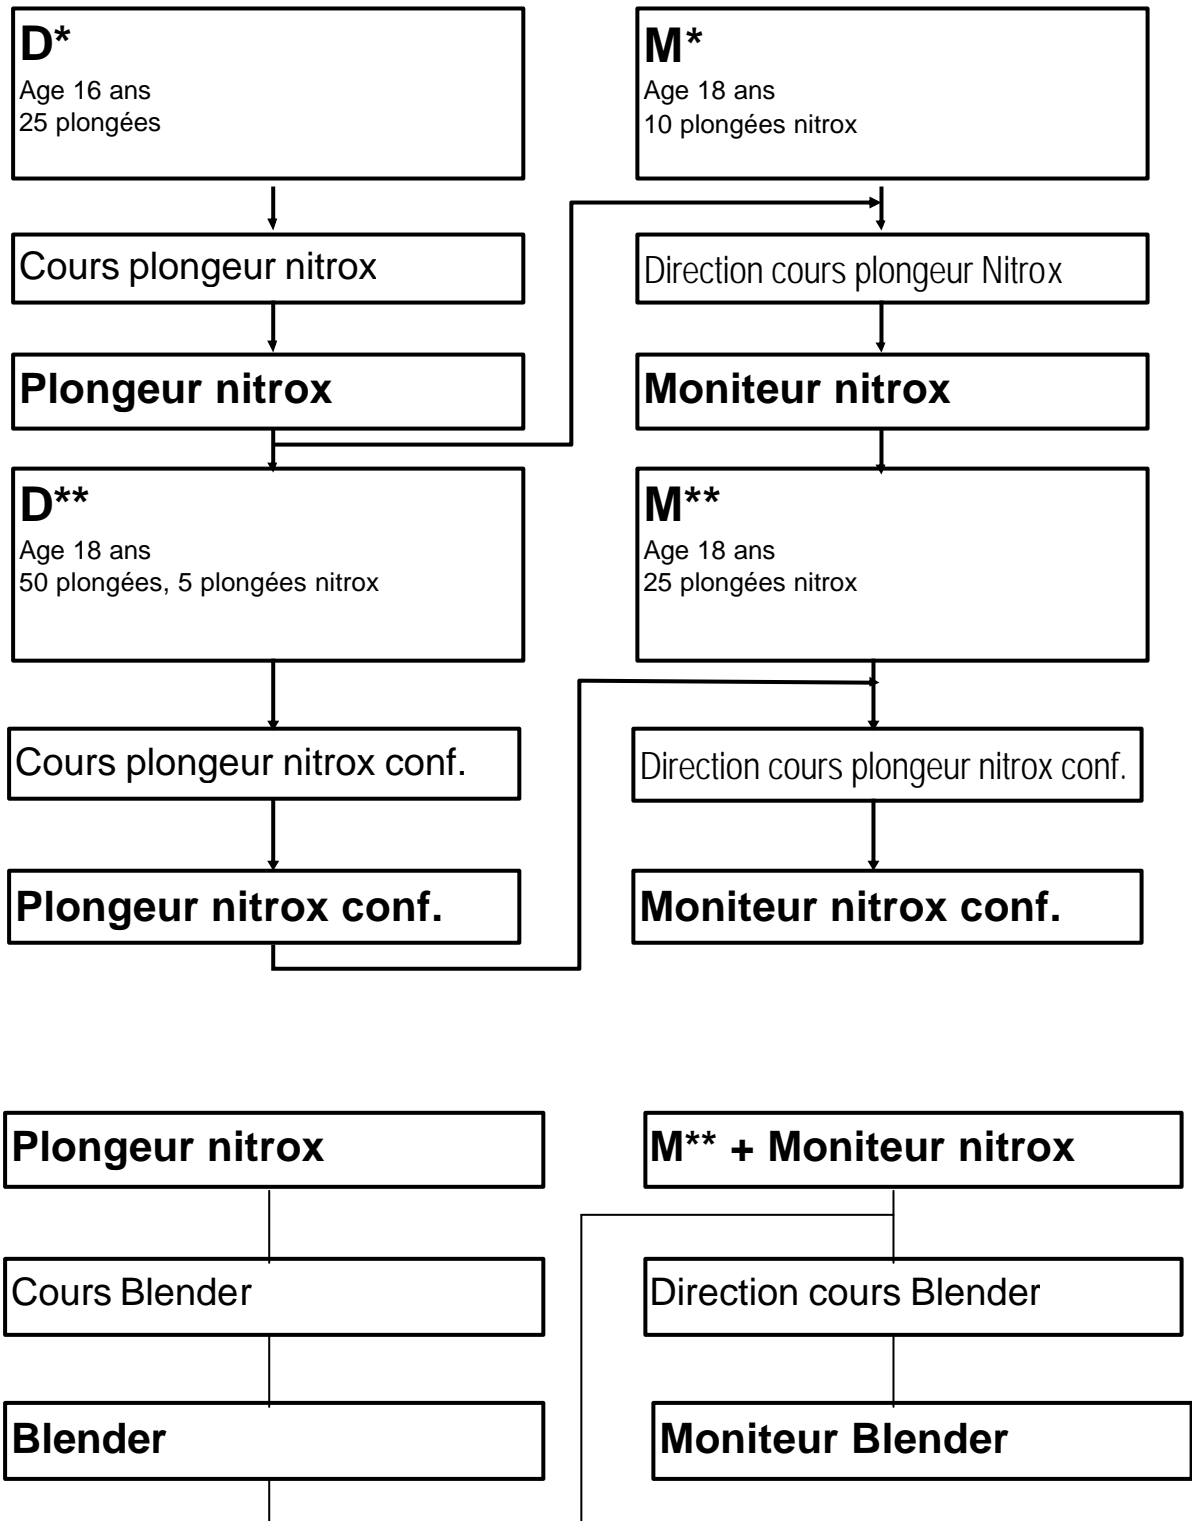 D*
Age 16 ans
25 plongées
Cours plongeur nitrox
Plongeur nitrox
D**
Age 18 ans
50 plongées, 5 plongées nitrox
Cours plongeur nitrox conf.
Plongeur nitrox conf.
M*
Age 18 ans
10 plongées nitrox
Direction cours plongeur Nitrox
Moniteur nitrox
M**
Age 18 ans
25 plongées nitrox
Direction cours plongeur nitrox conf.
Moniteur nitrox conf.
Plongeur nitrox
Cours Blender
Blender
M** + Moniteur nitrox
Direction cours Blender
Moniteur Blender